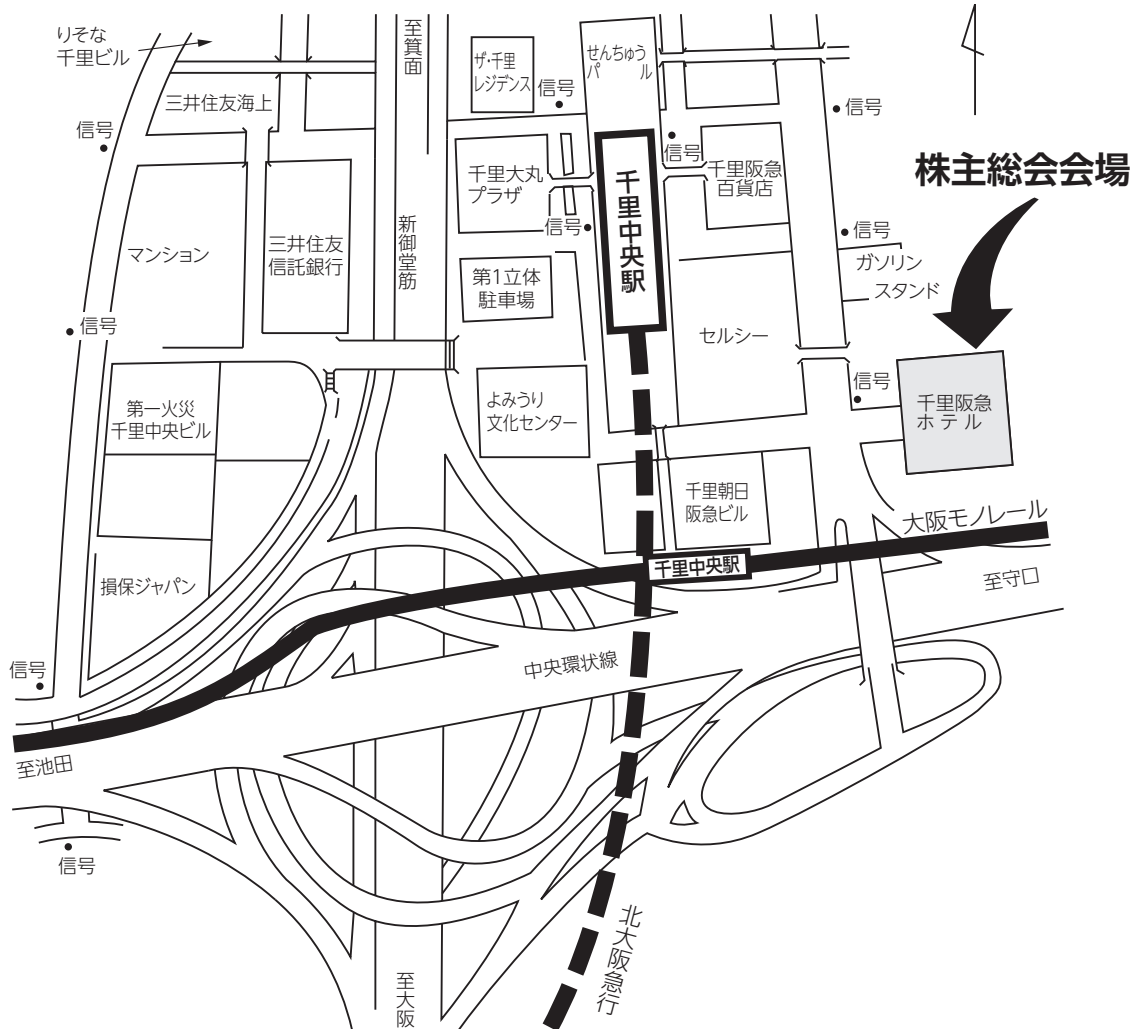 りそな
千里ビル
至箕面
ザ・千里
レジデンス
せんちゅう
パル
信号
三井住友海上
信号
信号
信号
千里大丸
プラザ
千里中央駅
千里阪急
百貨店
株主総会会場
マンション
三井住友
信託銀行
新御堂筋
信号
信号
ガソリン
スタンド
第1立体
駐車場
信号
セルシー
第一火災
千里中央ビル
よみうり
文化センター
信号
千里阪急
ホテル
千里朝日
阪急ビル
大阪モノレール
千里中央駅
損保ジャパン
至守口
中央環状線
信号
至池田
信号
北大阪急行
至大阪